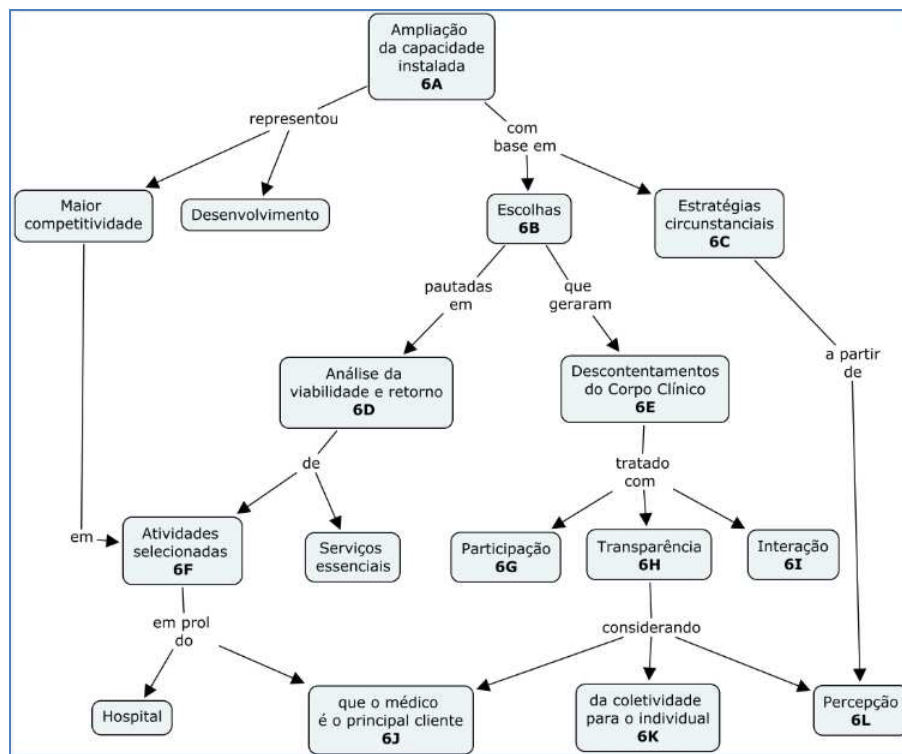 Ampliação
da capacidade
instalada
6A
representou
com
base em
Maior
competitividade
Desenvolvimento
Escolhas
6B
Estratégias
circunstanciais
6C
pautadas
em
que
geraram
a partir
de
Análise da
viabilidade e retorno
6D
Descontentamentos
do Corpo Clínico
6E
de
tratado
com
em
Atividades
selecionadas
6F
Serviços
essenciais
Participação
6G
Transparência
6H
Interação
6I
em prol
do
considerando
Hospital
que o médico
é o principal cliente
6J
da coletividade
para o individual
6K
Percepção
6L